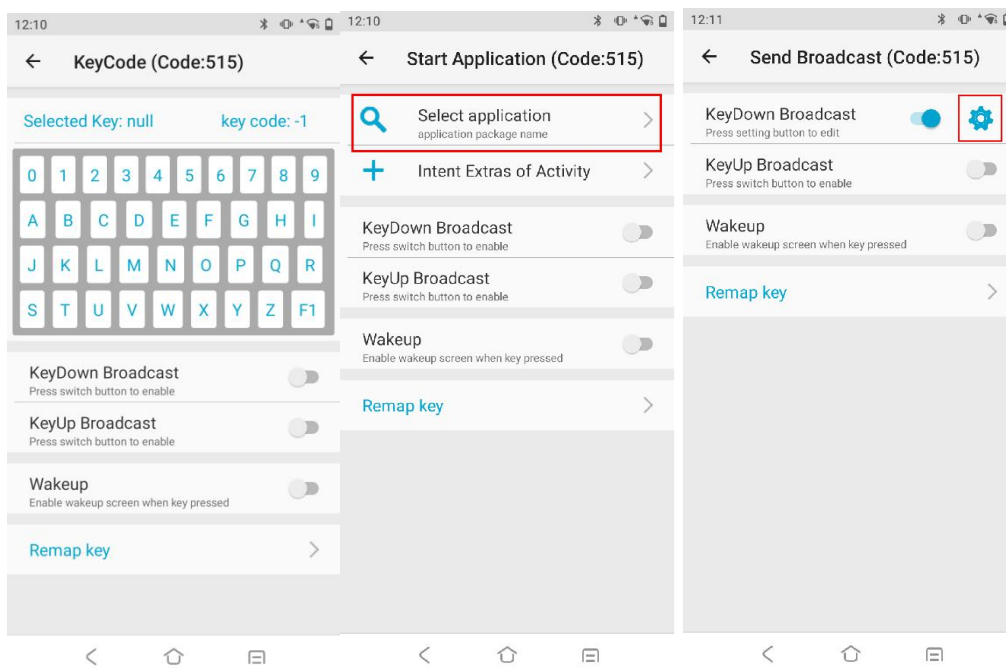 12:10
KeyCode (Code:515)
Selected Key: null key code: -1
0 1 2 3 4 5 6 7 8 9
A B C D E F G H I
J K L M N O P Q R
S T U V W X Y Z F1
KeyDown Broadcast
Press switch button to enable
KeyUp Broadcast
Press switch button to enable
Wakeup
Enable wakeup screen when key pressed
Remap key
12:10
Start Application (Code:515)
Select application
application package name
Intent Extras of Activity
KeyDown Broadcast
Press switch button to enable
KeyUp Broadcast
Press switch button to enable
Wakeup
Enable wakeup screen when key pressed
Remap key
12:11
Send Broadcast (Code:515)
KeyDown Broadcast
Press setting button to edit
KeyUp Broadcast
Press switch button to enable
Wakeup
Enable wakeup screen when key pressed
Remap key